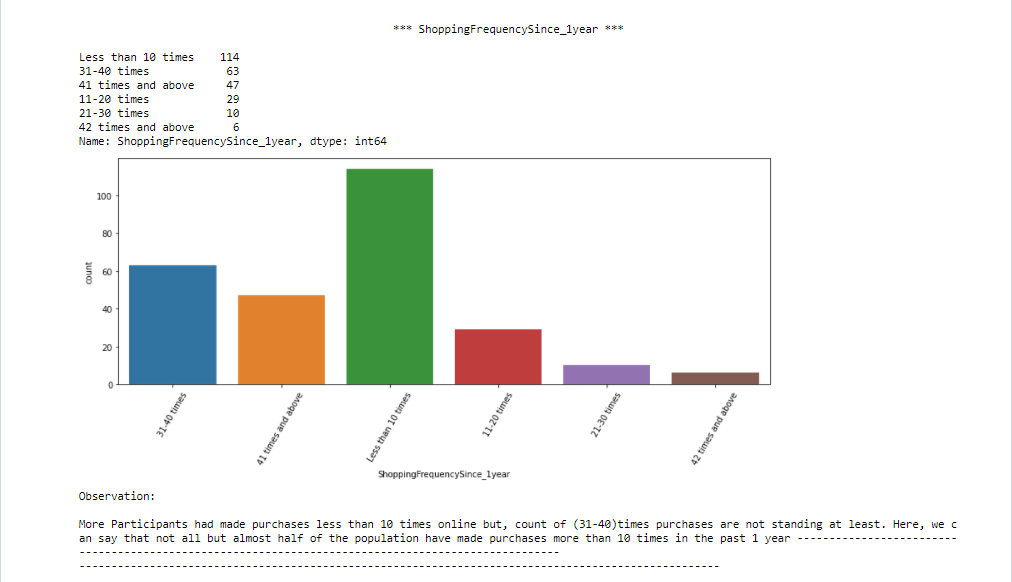 *** ShoppingFrequencySince_1year ***
Less than 10 times 114
31-40 times 63
41 times and above 47
11-20 times 29
21-30 times 10
42 times and above 6
Name: ShoppingFrequencySince_1year, dtype: int64
100
80
60
40
20
0
count
31-40 times
41 times and above
Less than 10 times
11-20 times
21-30 times
42 times and above
ShoppingFrequencySince_1year
Observation:
More Participants had made purchases less than 10 times online but, count of (31-40)times purchases are not standing at least. Here, we c
an say that not all but almost half of the population have made purchases more than 10 times in the past 1 year -------------------------
---------------------------------------------------------------------------
----------------------------------------------------------------------------------------------------